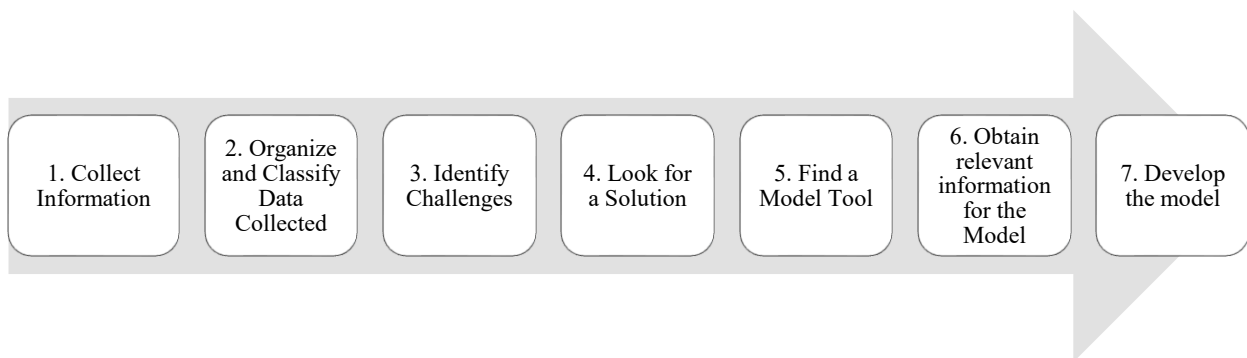 1. Collect
Information
2. Organize
and Classify
Data
Collected
3. Identify
Challenges
4. Look for
a Solution
5. Find a
Model Tool
6. Obtain
relevant
information
for the
Model
7. Develop
the model